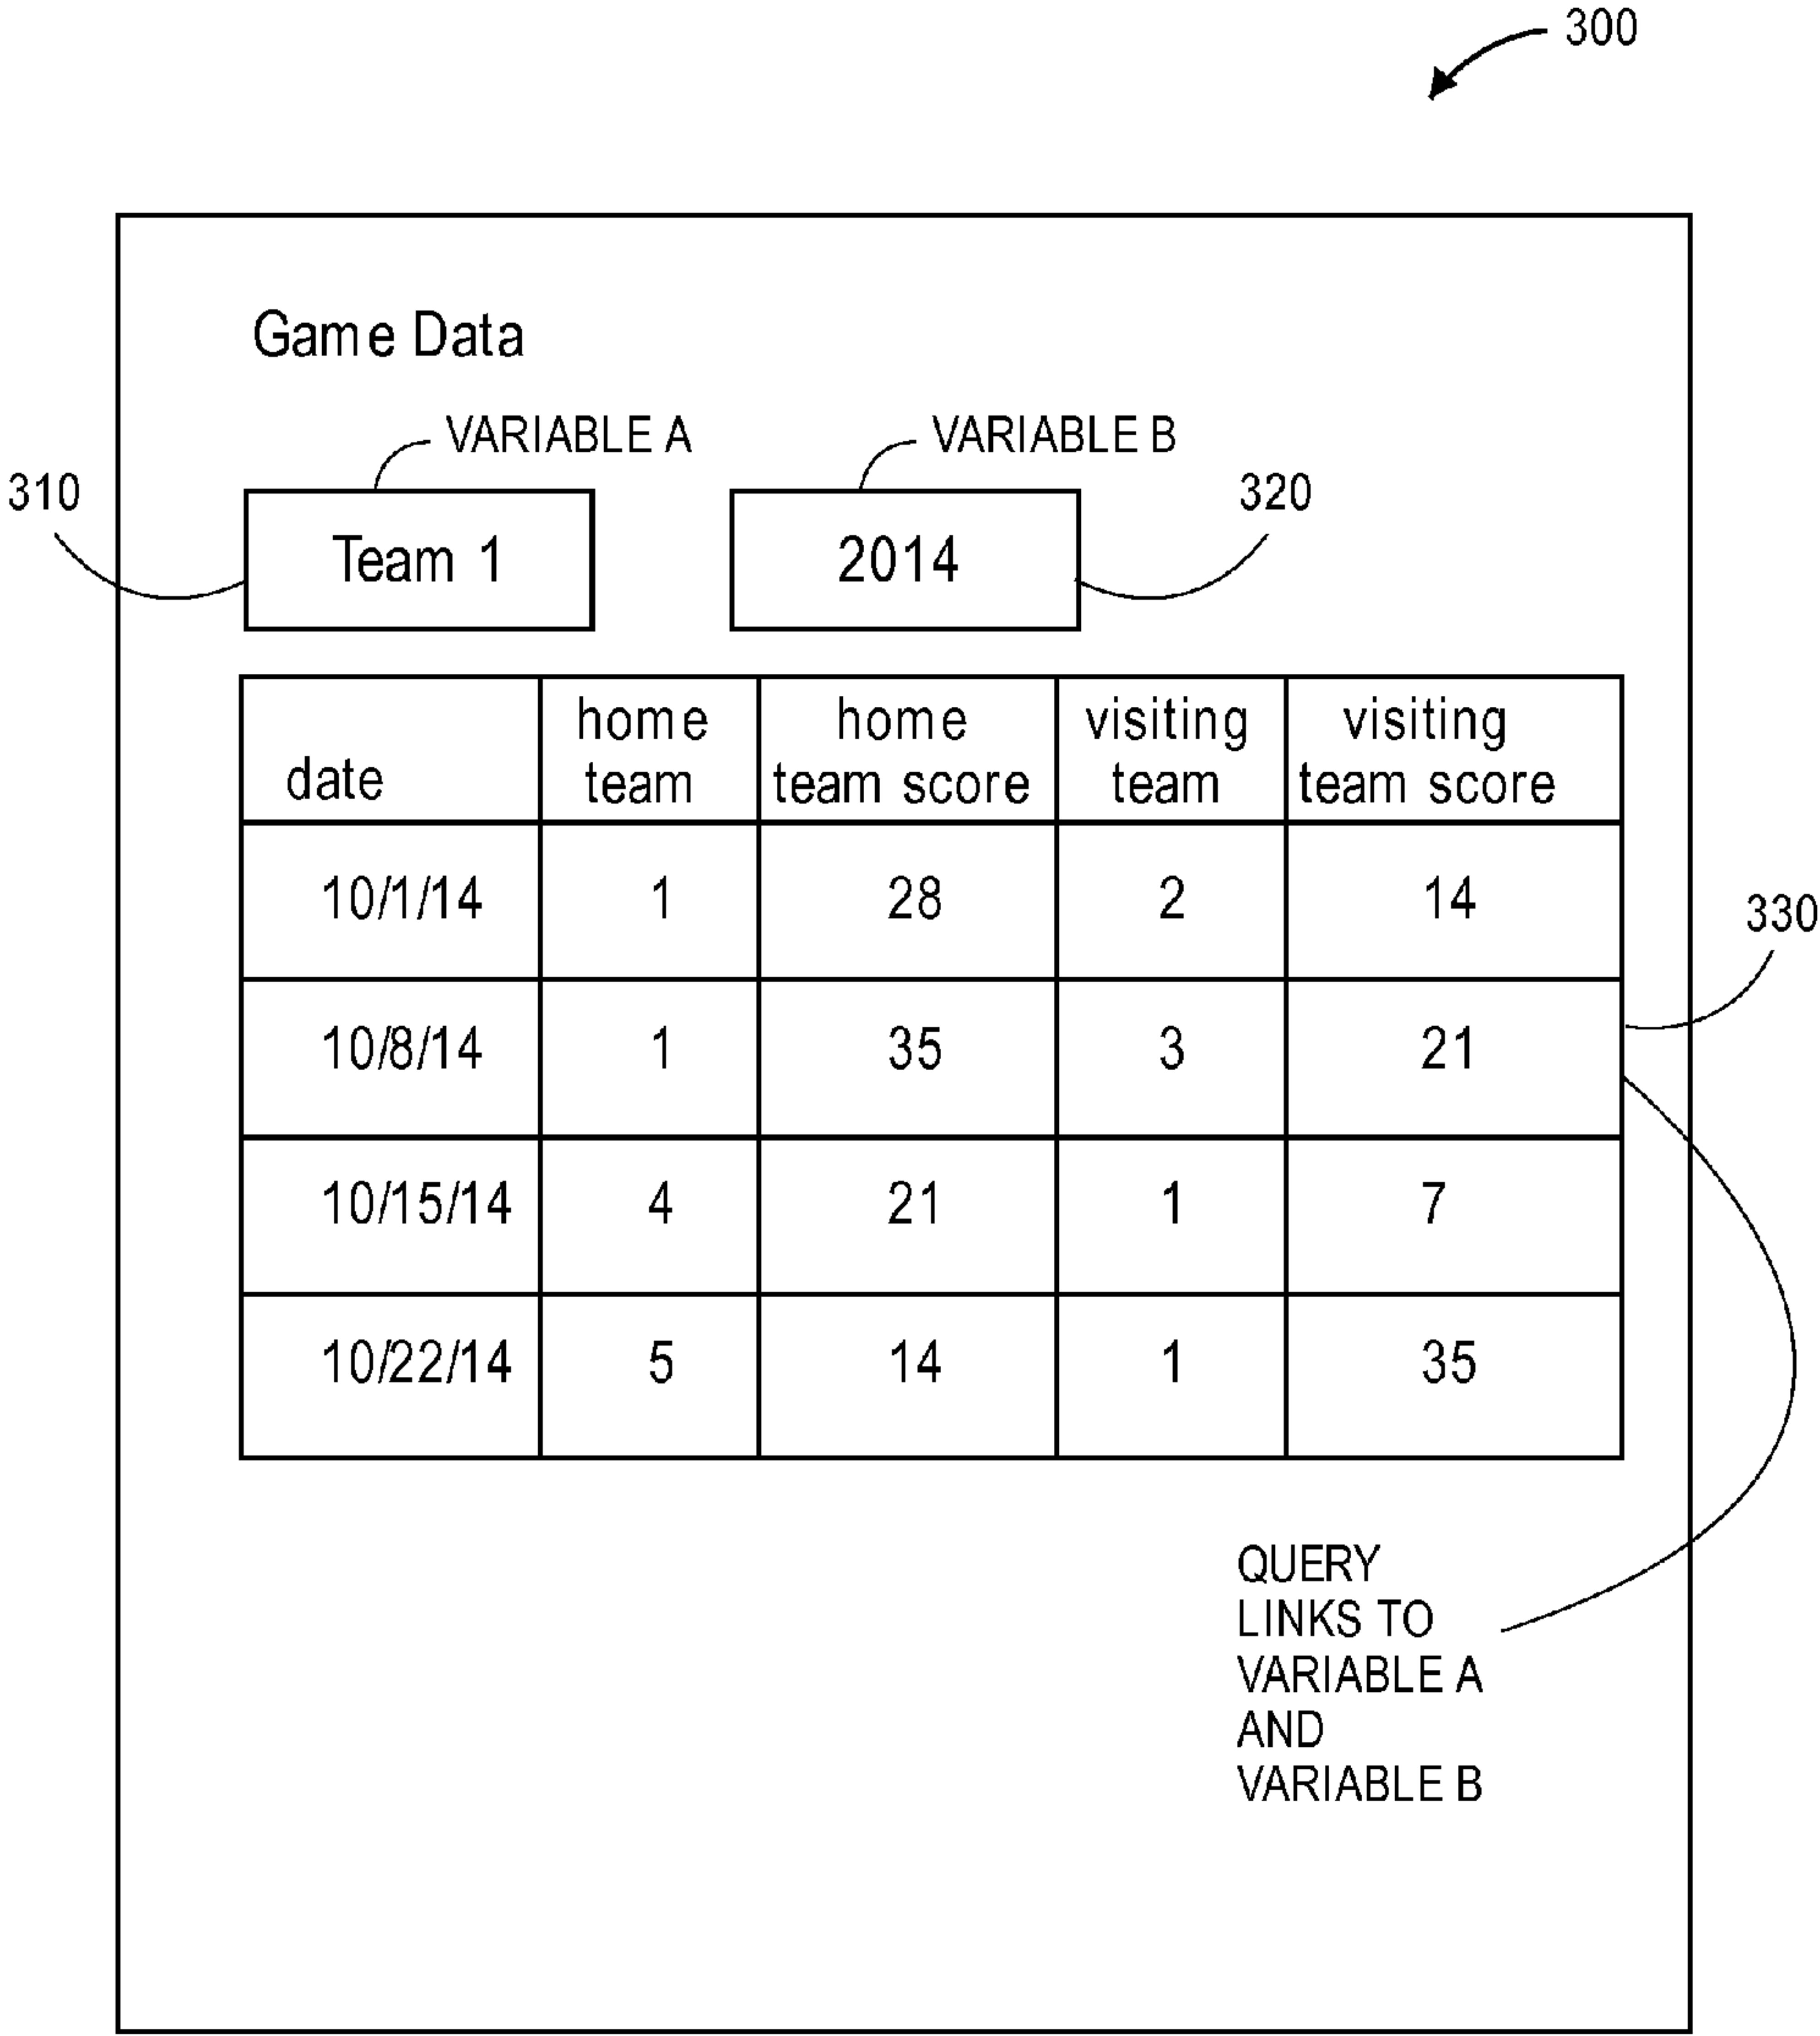 300
Game Data
VARIABLE A
VARIABLE B
310
320
Team 1
2014
date home team home team score visiting team visiting team score
10/1/14 1 28 2 14
330
10/8/14 1 35 3 21
10/15/14 4 21 1 7
10/22/14 5 14 1 35
QUERY
LINKS TO
VARIABLE A
AND
VARIABLE B